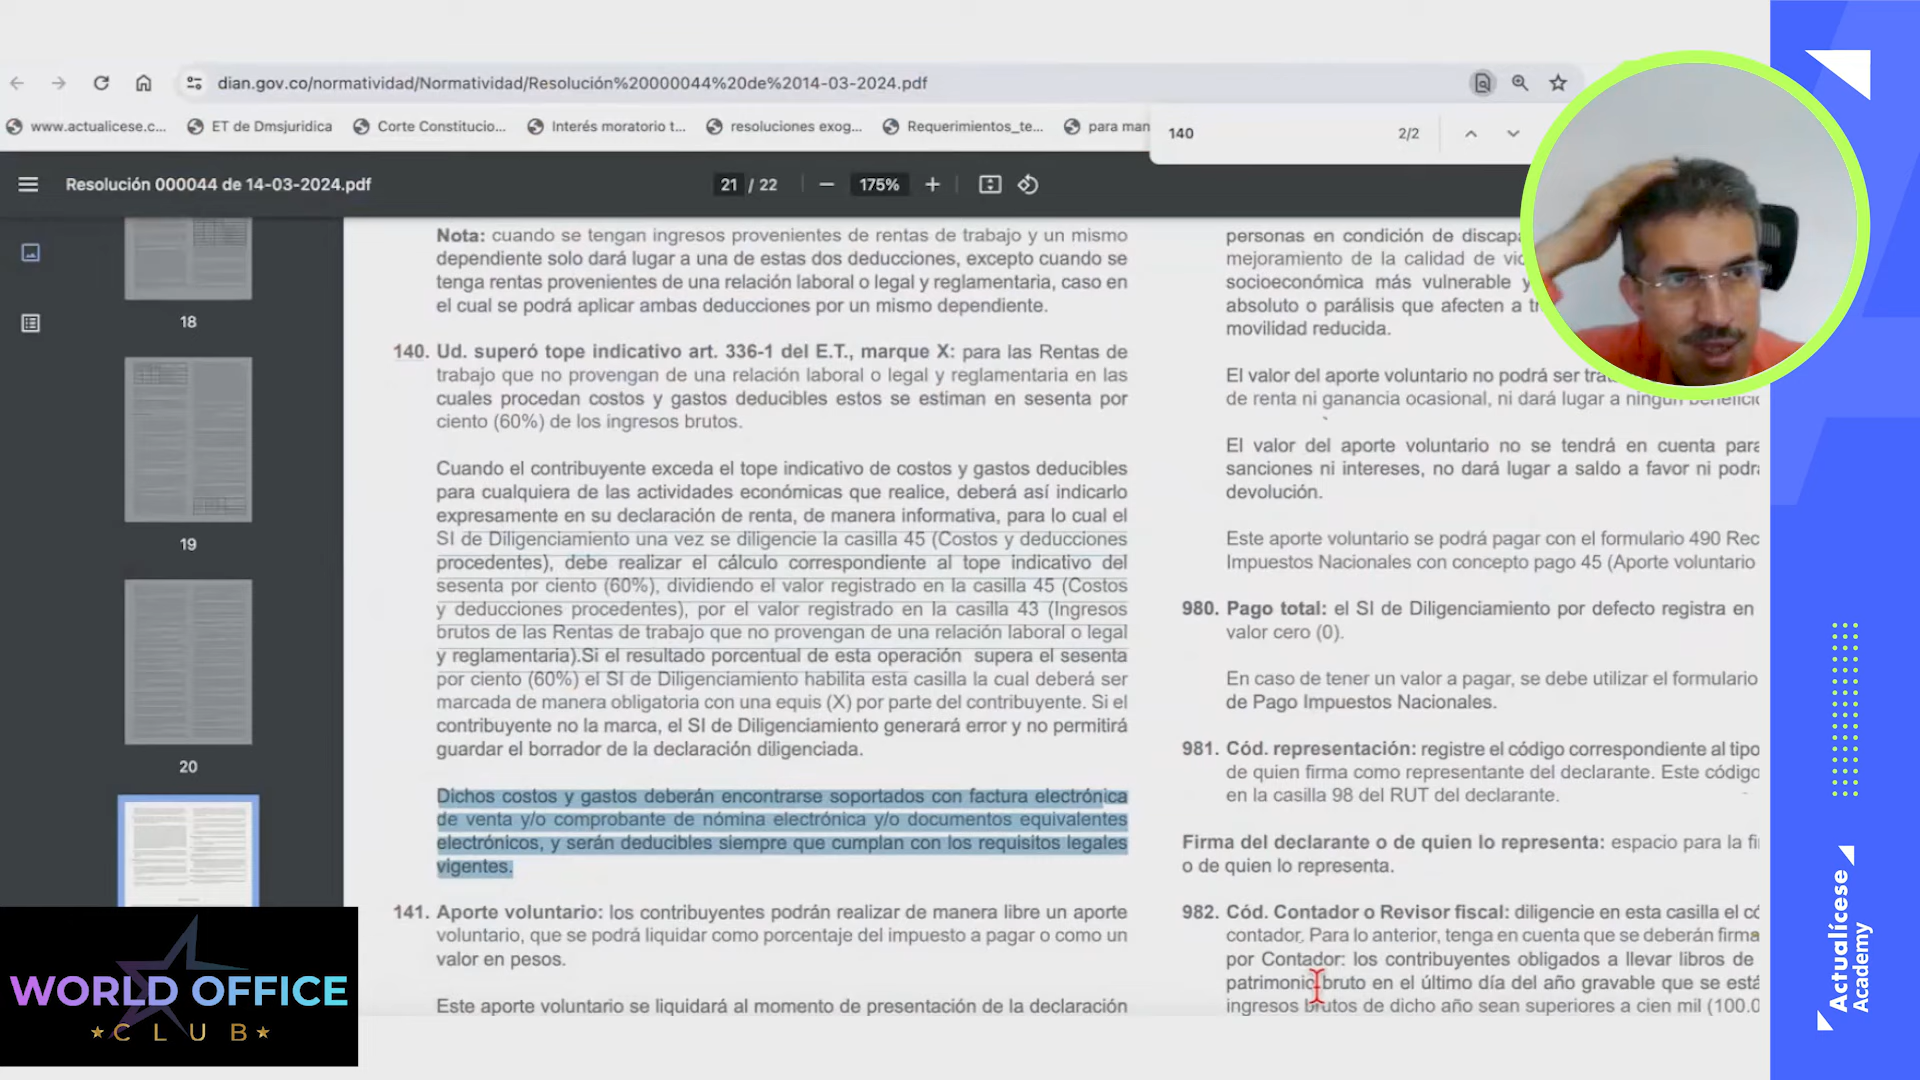 dian.gov.co/normatividad/Normatividad/Resolución%20000044%20de%2014-03-2024.pdf
www.actualicese.c...
ET de Dmsjuridica
Corte Constitucio...
Interés moratorio t...
resoluciones exog...
Requerimientos_te...
para man
140
2/2
Resolución 000044 de 14-03-2024.pdf
21 / 22
175%
18
19
20
Nota: cuando se tengan ingresos provenientes de rentas de trabajo y un mismo
dependiente solo dará lugar a una de estas dos deducciones, excepto cuando se
tenga rentas provenientes de una relación laboral o legal y reglamentaria, caso en
el cual se podrá aplicar ambas deducciones por un mismo dependiente.
140. Ud. superó tope indicativo art. 336-1 del E.T., marque X: para las Rentas de
trabajo que no provengan de una relación laboral o legal y reglamentaria en las
cuales procedan costos y gastos deducibles estos se estiman en sesenta por
ciento (60%) de los ingresos brutos.
Cuando el contribuyente exceda el tope indicativo de costos y gastos deducibles
para cualquiera de las actividades económicas que realice, deberá así indicarlo
expresamente en su declaración de renta, de manera informativa, para lo cual el
SI de Diligenciamiento una vez se diligencie la casilla 45 (Costos y deducciones
procedentes), debe realizar el cálculo correspondiente al tope indicativo del
sesenta por ciento (60%), dividiendo el valor registrado en la casilla 45 (Costos
y deducciones procedentes), por el valor registrado en la casilla 43 (Ingresos
brutos de las Rentas de trabajo que no provengan de una relación laboral o legal
y reglamentaria).Si el resultado porcentual de esta operación supera el sesenta
por ciento (60%) el SI de Diligenciamiento habilita esta casilla la cual deberá ser
marcada de manera obligatoria con una equis (X) por parte del contribuyente. Si el
contribuyente no la marca, el SI de Diligenciamiento generará error y no permitirá
guardar el borrador de la declaración diligenciada.
Dichos costos y gastos deberán encontrarse soportados con factura electrónica
de venta y/o comprobante de nómina electrónica y/o documentos equivalentes
electrónicos, y serán deducibles siempre que cumplan con los requisitos legales
vigentes.
141. Aporte voluntario: los contribuyentes podrán realizar de manera libre un aporte
voluntario, que se podrá liquidar como porcentaje del impuesto a pagar o como un
valor en pesos.
Este aporte voluntario se liquidará al momento de presentación de la declaración
personas en condición de discap
mejoramiento de la calidad de vi
socioeconómica más vulnerable y
absoluto o parálisis que afecten a
movilidad reducida.
El valor del aporte voluntario no podrá ser
de renta ni ganancia ocasional, ni dará lugar a ningún
El valor del aporte voluntario no se tendrá en cuenta para
sanciones ni intereses, no dará lugar a saldo a favor ni podr
devolución.
Este aporte voluntario se podrá pagar con el formulario 490 Rec
Impuestos Nacionales con concepto pago 45 (Aporte voluntario
980. Pago total: el SI de Diligenciamiento por defecto registra en
valor cero (0).
En caso de tener un valor a pagar, se debe utilizar el formulario
de Pago Impuestos Nacionales.
981. Cód. representación: registre el código correspondiente al tipo
de quien firma como representante del declarante. Este código
en la casilla 98 del RUT del declarante.
Firma del declarante o de quien lo representa: espacio para la fi
o de quien lo representa.
982. Cód. Contador o Revisor fiscal: diligencie en esta casilla el có
contador. Para lo anterior, tenga en cuenta que se deberán firma
por Contador: los contribuyentes obligados a llevar libros de
patrimonio bruto en el último día del año gravable que se est
ingresos brutos de dicho año sean superiores a cien mil (100.0
WORLD OFFICE
CLUB
Actualícese
Academy